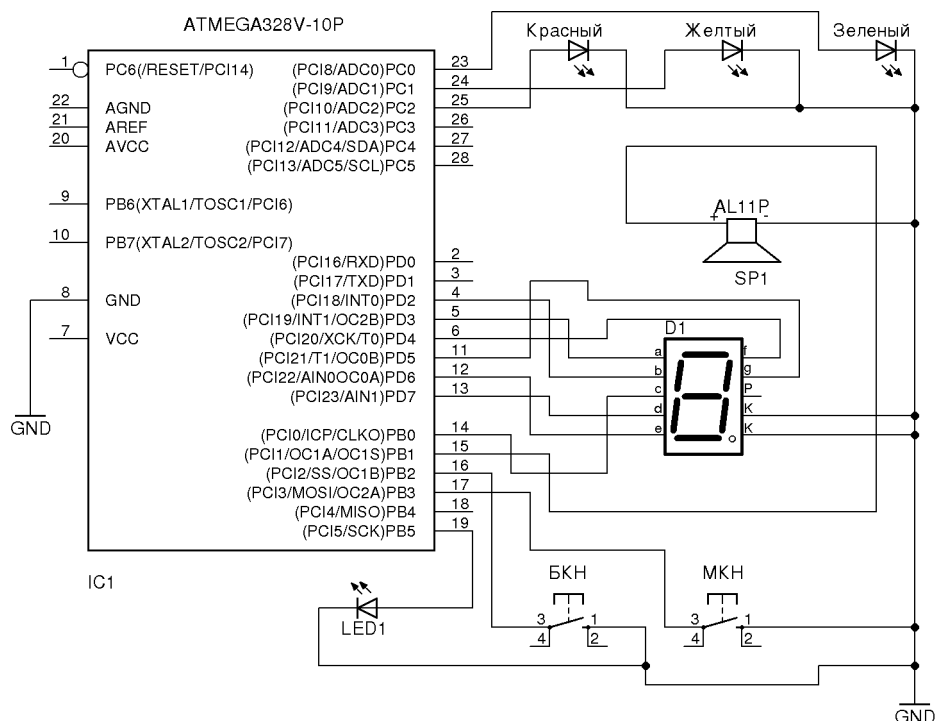 ATMEGA328V-10P
Красный
Желтый
Зеленый
1 PC6(/RESET/PCI14)
(PCI8/ADC0)PC0 23
(PCI9/ADC1)PC1 24
22 AGND
(PCI10/ADC2)PC2 25
21 AREF
(PCI11/ADC3)PC3 26
20 AVCC
(PCI12/ADC4/SDA)PC4 27
(PCI13/ADC5/SCL)PC5 28
9 PB6(XTAL1/TOSC1/PCI6)
10 PB7(XTAL2/TOSC2/PCI7)
AL11P
+ -
SP1
(PCI16/RXD)PD0 2
(PCI17/TXD)PD1 3
8 GND
(PCI18/INT0)PD2 4
(PCI19/INT1/OC2B)PD3 5
7 VCC
(PCI20/XCK/T0)PD4 6
(PCI21/T1/OC0B)PD5 11
(PCI22/AIN0OC0A)PD6 12
(PCI23/AIN1)PD7 13
D1
a f
b g
c P
d K
e K
GND
(PCI0/ICP/CLKO)PB0 14
(PCI1/OC1A/OC1S)PB1 15
(PCI2/SS/OC1B)PB2 16
(PCI3/MOSI/OC2A)PB3 17
(PCI4/MISO)PB4 18
(PCI5/SCK)PB5 19
IC1
LED1
БКН
3 1
4 2
МКН
3 1
4 2
GND